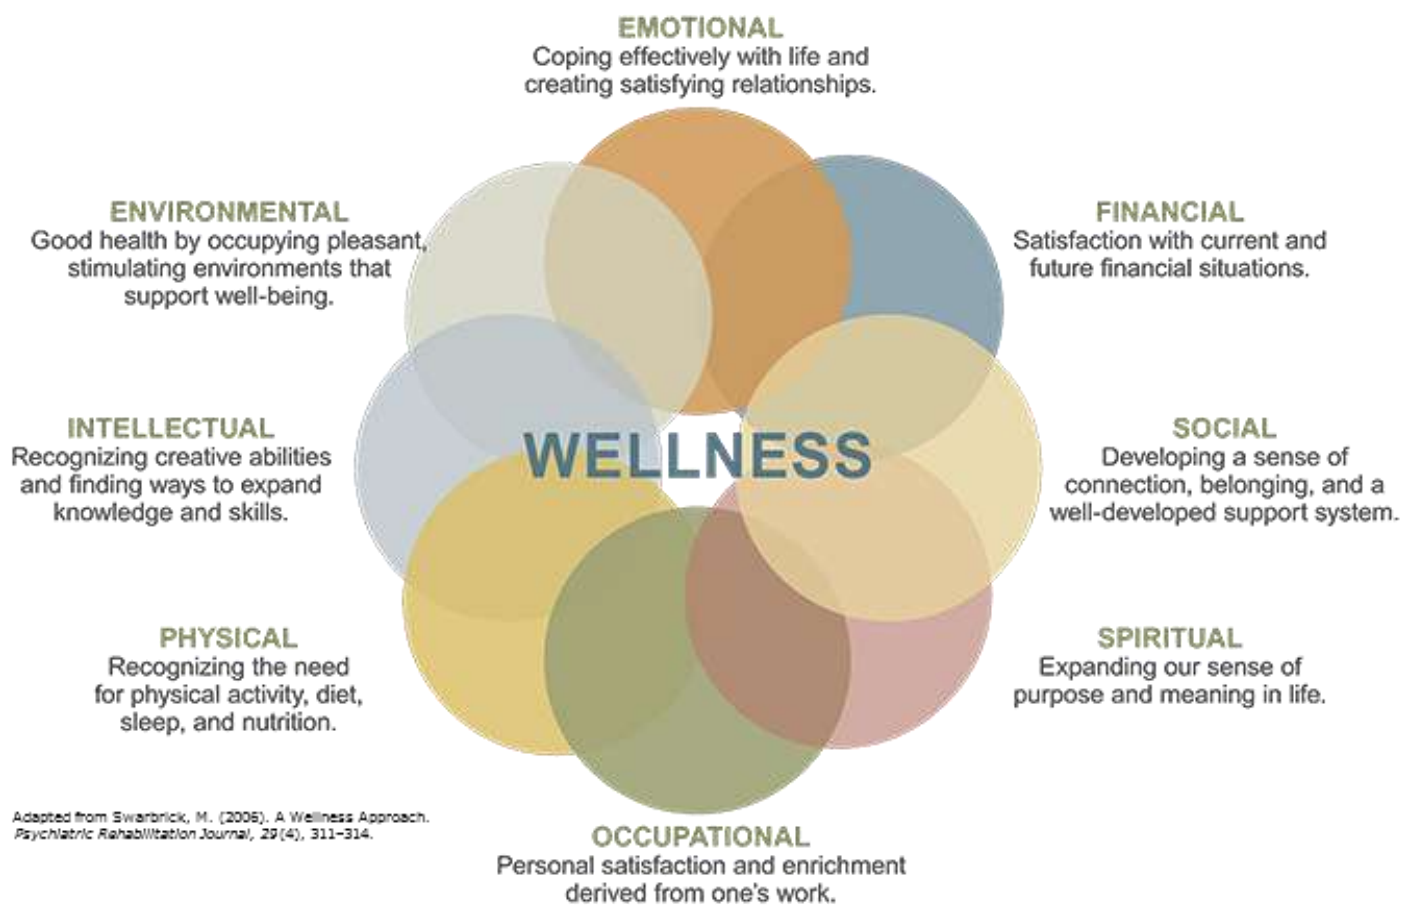 EMOTIONAL
Coping effectively with life and
creating satisfying relationships.
ENVIRONMENTAL
Good health by occupying pleasant,
stimulating environments that
support well-being.
FINANCIAL
Satisfaction with current and
future financial situations.
INTELLECTUAL
Recognizing creative abilities
and finding ways to expand
knowledge and skills.
WELLNESS
SOCIAL
Developing a sense of
connection, belonging, and a
well-developed support system.
PHYSICAL
Recognizing the need
for physical activity, diet,
sleep, and nutrition.
SPIRITUAL
Expanding our sense of
purpose and meaning in life.
Adapted from Swarbrick, M. (2006). A Wellness Approach.
Psychiatric Rehabilitation Journal, 29(4), 311–314.
OCCUPATIONAL
Personal satisfaction and enrichment
derived from one's work.